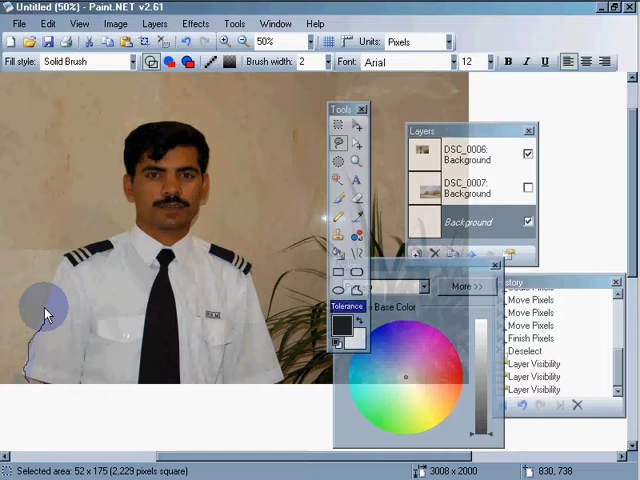 Untitled (50%) - Paint.NET v2.61
File Edit View Image Layers Effects Tools Window Help
50% Units: Pixels
Fill style: Solid Brush Brush width: 2 Font: Arial 12 B I U
Tools
Layers
DSC_0006:
Background
DSC_0007:
Background
Background
More >>
Base Color
Tolerance
story
Move Pixels
Move Pixels
Move Pixels
Finish Pixels
Deselect
Layer Visibility
Layer Visibility
Layer Visibility
Selected area: 52 x 175 (2,229 pixels square) 3008 x 2000 830, 738